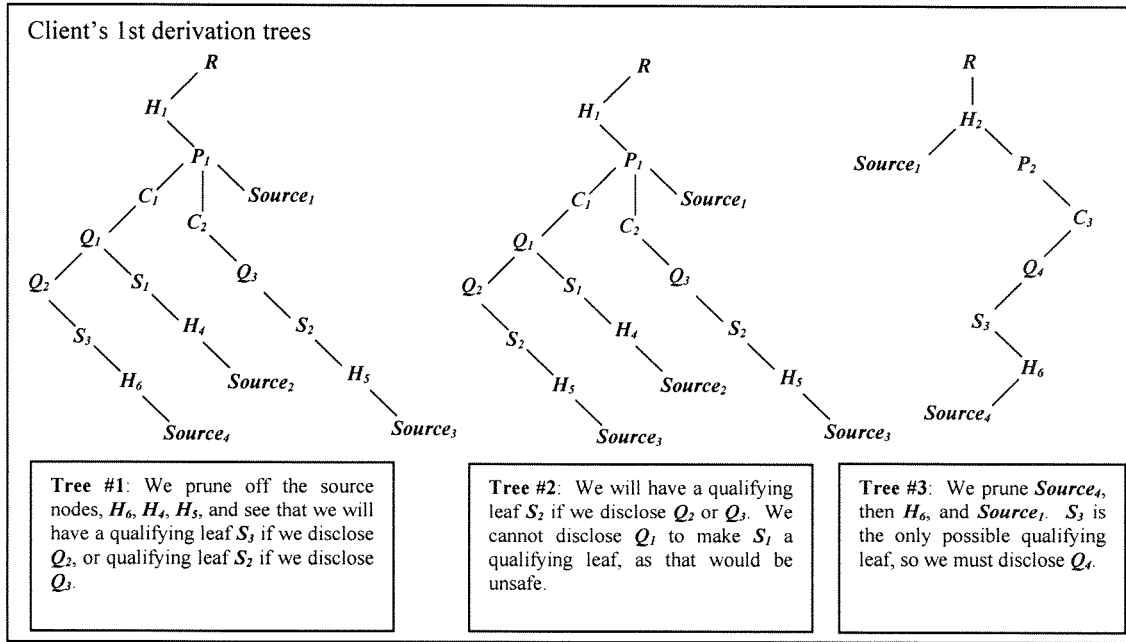 Client's 1st derivation trees
R
H1
P1
C1
Source1
C2
Q1
Q2
S1
Q3
S3
H4
S2
H6
Source2
H5
Source4
Source3
R
H1
P1
C1
Source1
C2
Q1
Q2
S1
Q3
S2
H4
S2
H5
Source2
H5
Source3
Source3
R
H2
Source1
P2
C3
Q4
S3
H6
Source4
Tree #1: We prune off the source
nodes, H6, H4, H5, and see that we will
have a qualifying leaf S3 if we disclose
Q2, or qualifying leaf S2 if we disclose
Q3.
Tree #2: We will have a qualifying
leaf S2 if we disclose Q2 or Q3. We
cannot disclose Q1 to make S1 a
qualifying leaf, as that would be
unsafe.
Tree #3: We prune Source4,
then H6, and Source1. S3 is
the only possible qualifying
leaf, so we must disclose Q4.